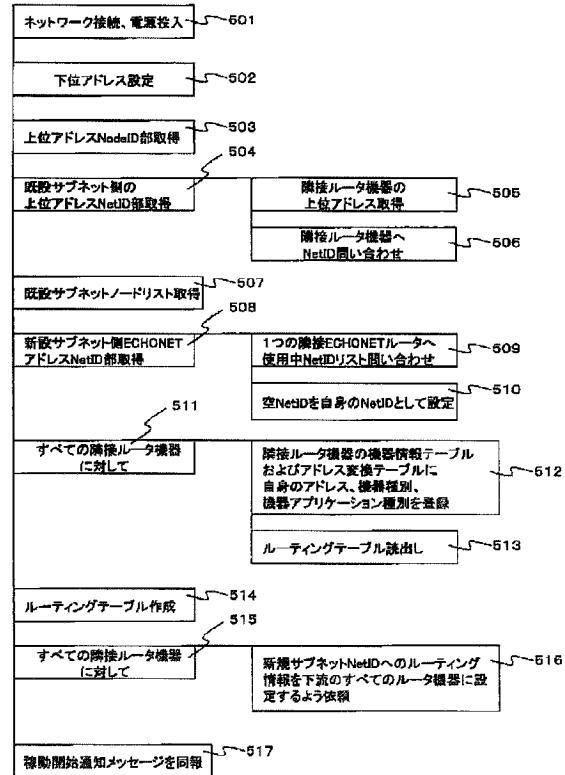 ネットワーク接続、電源投入
501
下位アドレス設定
502
上位アドレスNodeID部取得
503
既設サブネット側の
上位アドレスNetID部取得
504
隣接ルータ機器の
上位アドレス取得
505
隣接ルータ機器へ
NetID問い合わせ
506
既設サブネットノードリスト取得
507
新設サブネット側ECHONET
アドレスNetID部取得
508
1つの隣接ECHONETルータへ
使用中NetIDリスト問い合わせ
509
空NetIDを自身のNetIDとして設定
510
すべての隣接ルータ機器
に対して
511
隣接ルータ機器の機器情報テーブル
およびアドレス変換テーブルに
自身のアドレス、機器種別、
機器アプリケーション種別を登録
512
ルーティングテーブル読出し
513
ルーティングテーブル作成
514
すべての隣接ルータ機器
に対して
515
新規サブネットNetIDへのルーティング
情報を下流のすべてのルータ機器に設
定するよう依頼
516
稼動開始通知メッセージを同報
517